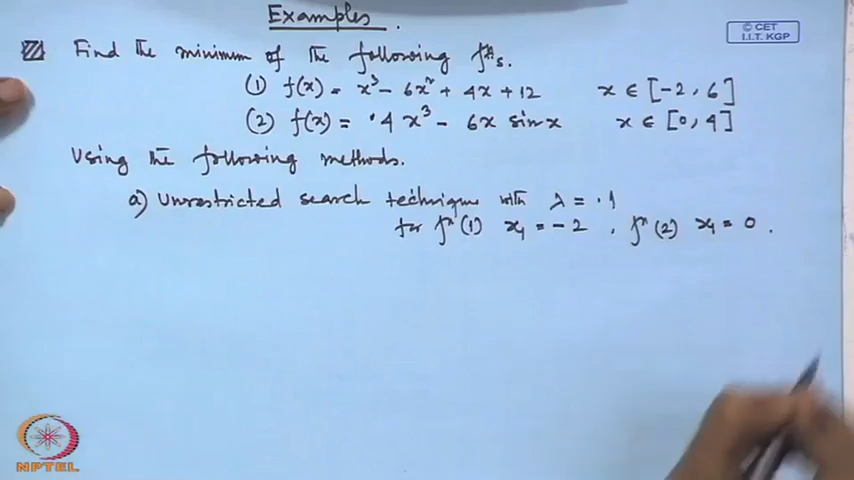 Examples.
© CET
I.I.T. KGP
Find the minimum of the following fⁿs.
(1) f(x) = x³ - 6x² + 4x + 12    x ∈ [-2, 6]
(2) f(x) = .4 x³ - 6x sin x    x ∈ [0, 4]
Using the following methods.
a) Unrestricted search technique with λ = .1
for fⁿ(1) x₁ = -2 , fⁿ(2) x₁ = 0 .
NPTEL